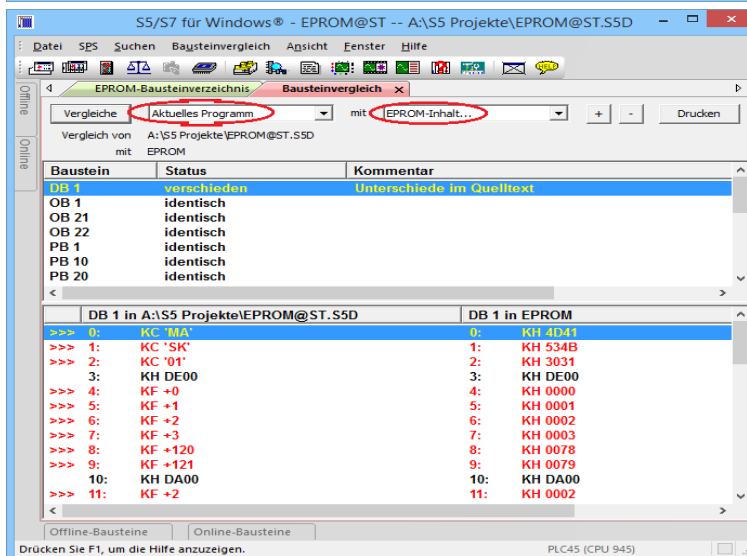 S5/S7 für Windows® - EPROM@ST -- A:\S5 Projekte\EPROM@ST.S5D
Datei SPS Suchen Bausteinvergleich Ansicht Fenster Hilfe
HELP
Offline
EPROM-Bausteinverzeichnis Bausteinvergleich x
Vergleiche Aktuelles Programm mit EPROM-Inhalt... + - Drucken
Vergleich von A:\S5 Projekte\EPROM@ST.S5D
Online
mit EPROM
Baustein Status Kommentar
DB 1 verschieden Unterschiede im Quelltext
OB 1 identisch
OB 21 identisch
OB 22 identisch
PB 1 identisch
PB 10 identisch
PB 20 identisch
DB 1 in A:\S5 Projekte\EPROM@ST.S5D DB 1 in EPROM
>>> 0: KC 'MA' 0: KH 4D41
>>> 1: KC 'SK' 1: KH 534B
>>> 2: KC '01' 2: KH 3031
3: KH DE00 3: KH DE00
>>> 4: KF +0 4: KH 0000
>>> 5: KF +1 5: KH 0001
>>> 6: KF +2 6: KH 0002
>>> 7: KF +3 7: KH 0003
>>> 8: KF +120 8: KH 0078
>>> 9: KF +121 9: KH 0079
10: KH DA00 10: KH DA00
>>> 11: KF +2 11: KH 0002
Offline-Bausteine Online-Bausteine
Drücken Sie F1, um die Hilfe anzuzeigen. PLC45 (CPU 945)